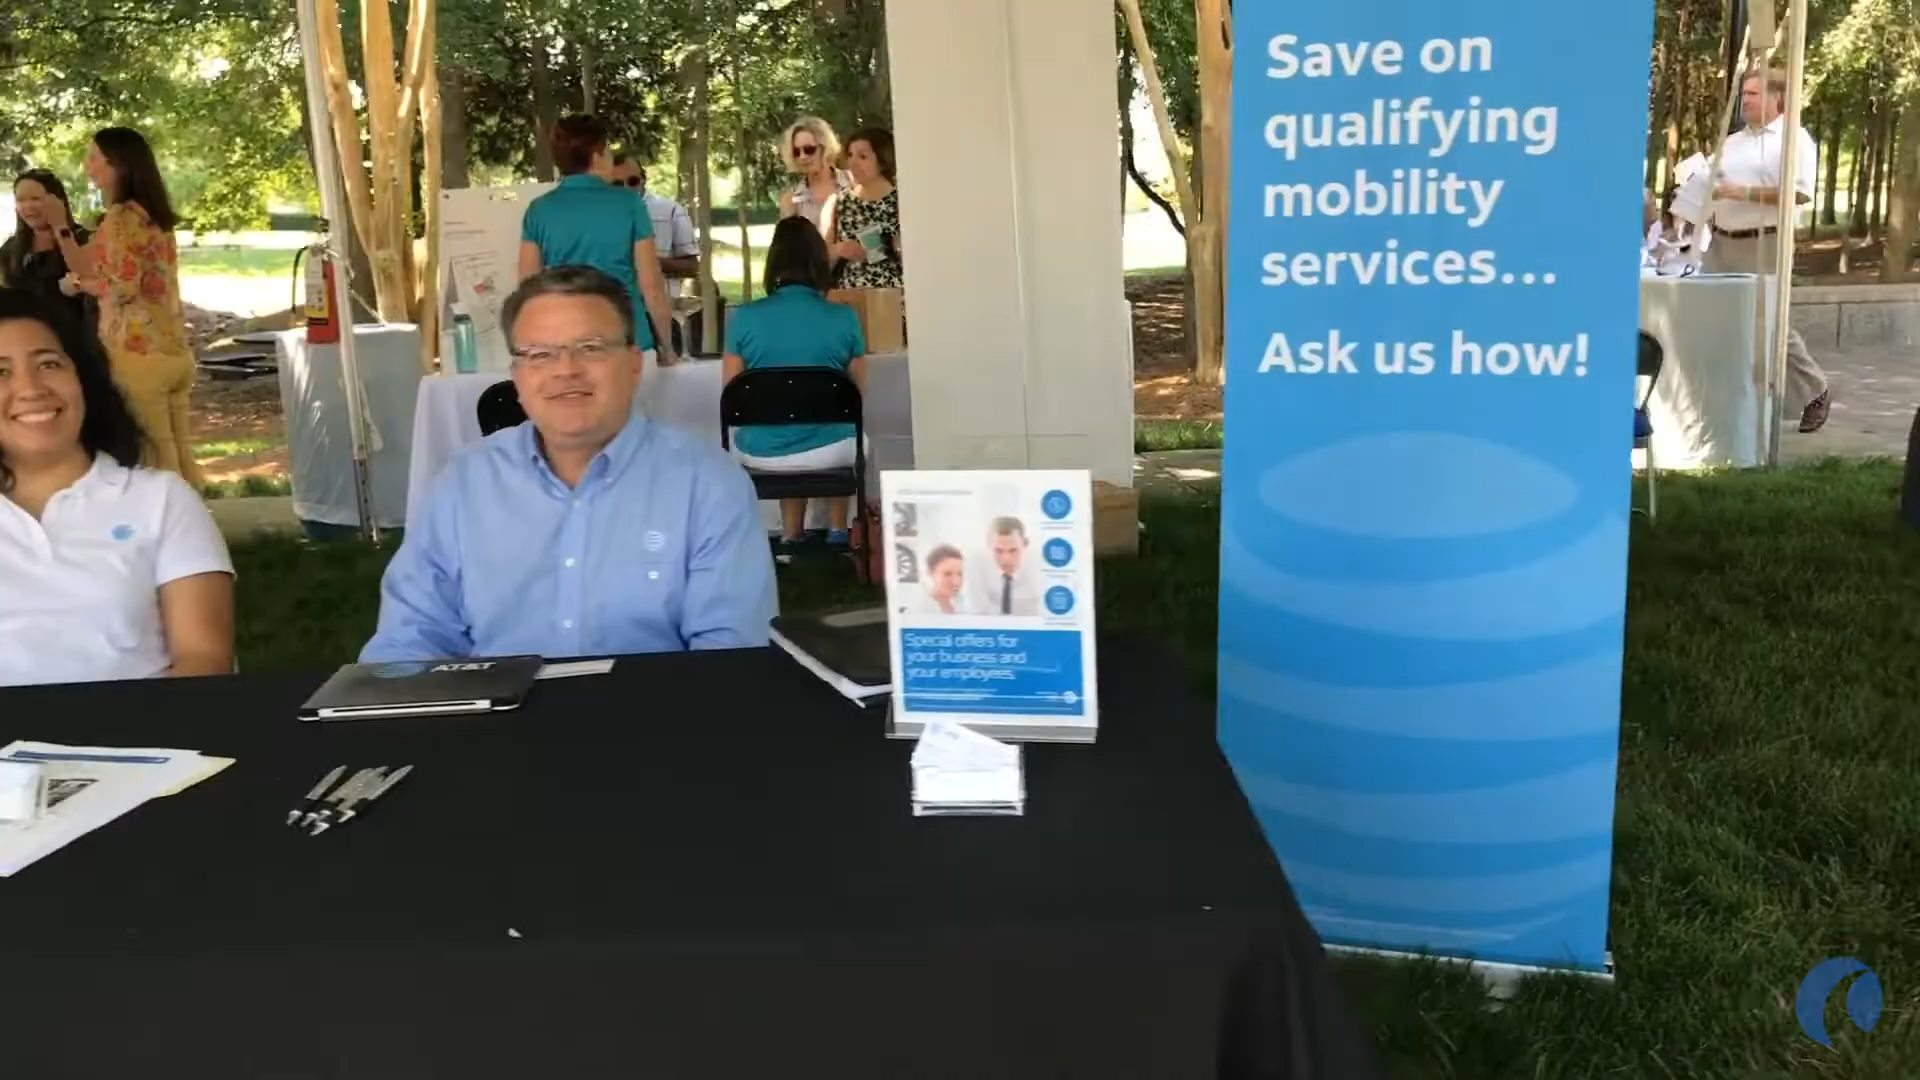 Save on
qualifying
mobility
services...
Ask us how!
AT&T
Special offers for
your business and
your employees.